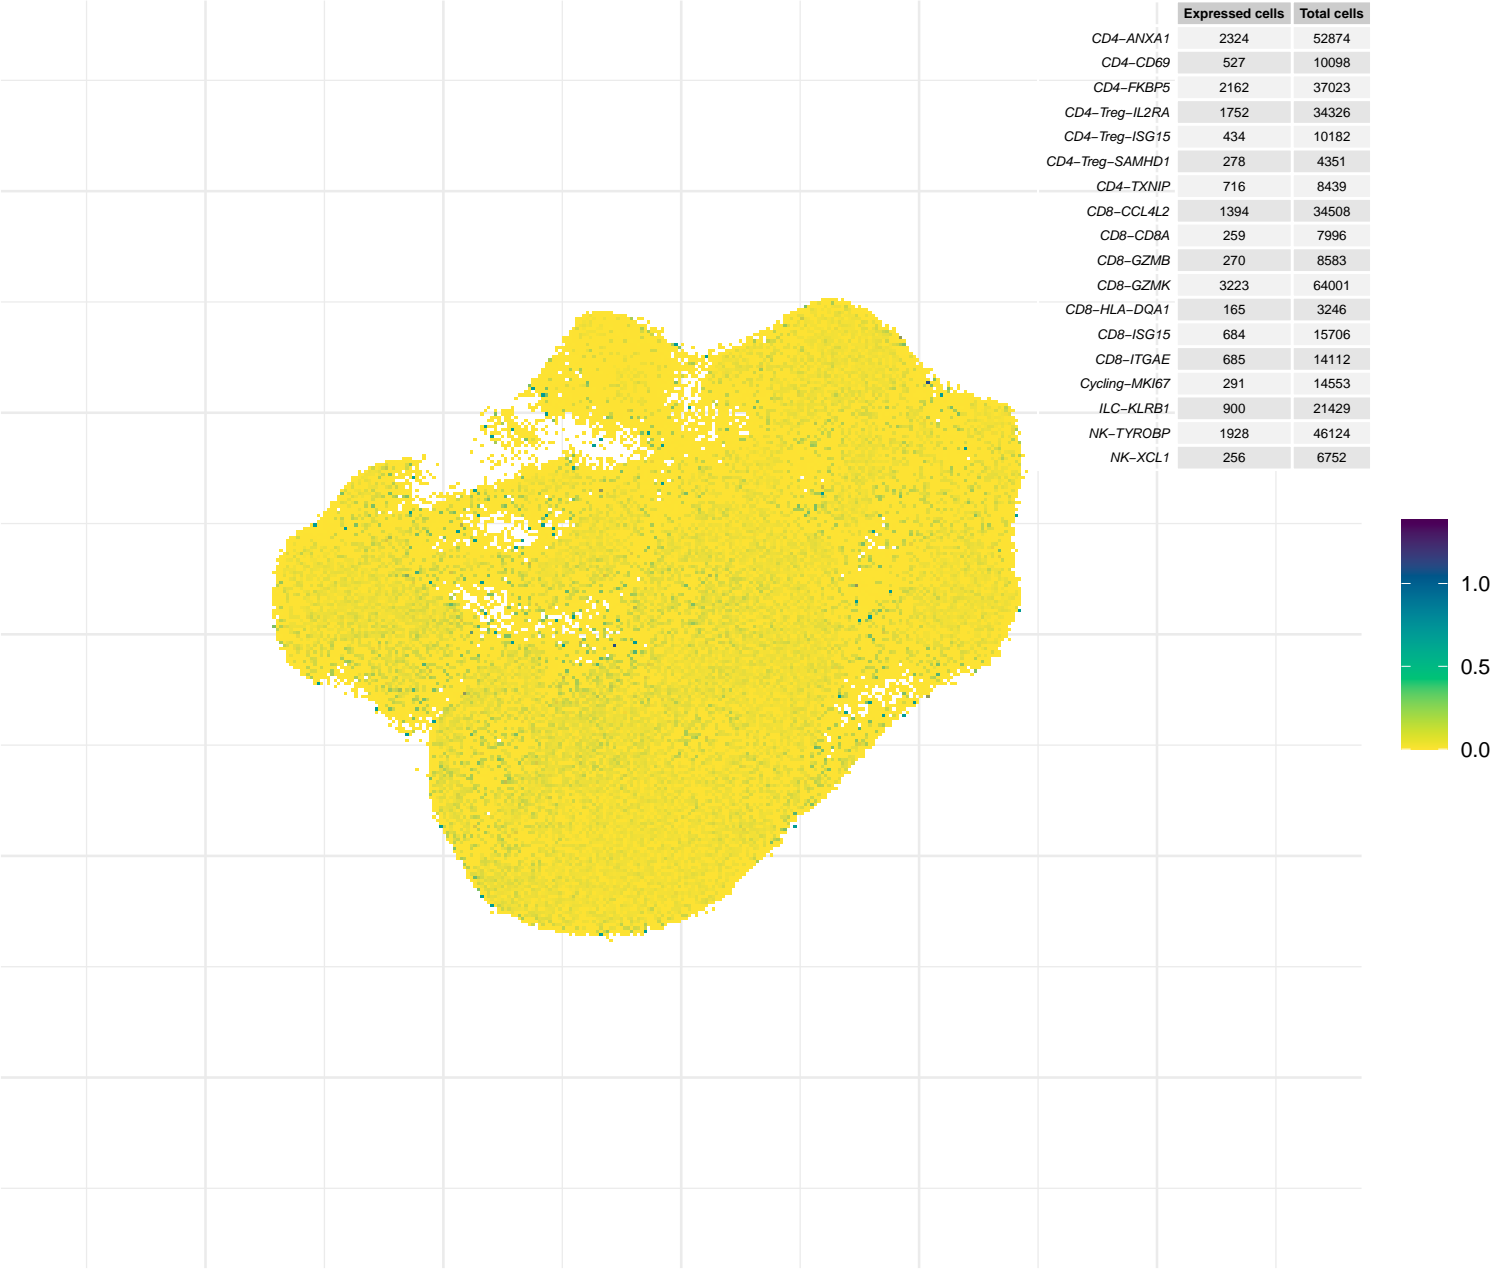 Expressed cells Total cells
CD4−ANXA1 2324 52874
CD4−CD69 527 10098
CD4−FKBP5 2162 37023
CD4−Treg−IL2RA 1752 34326
CD4−Treg−ISG15 434 10182
CD4−Treg−SAMHD1 278 4351
CD4−TXNIP 716 8439
CD8−CCL4L2 1394 34508
CD8−CD8A 259 7996
CD8−GZMB 270 8583
CD8−GZMK 3223 64001
CD8−HLA−DQA1 165 3246
CD8−ISG15 684 15706
CD8−ITGAE 685 14112
Cycling−MKI67 291 14553
ILC−KLRB1 900 21429
NK−TYROBP 1928 46124
NK−XCL1 256 6752
1.0
0.5
0.0